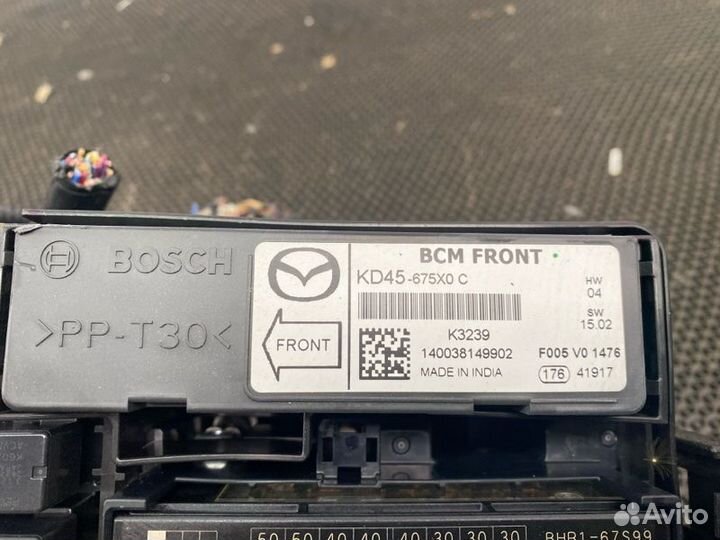 BOSCH
>PP-T30<
BCM FRONT
KD45-675X0 C
HW
04
SW
15.02
K3239
FRONT
140038149902
F005 V0 1476
MADE IN INDIA
176 41917
50 50 40 40 40 30 30 30
BHR1-67S99
Avito